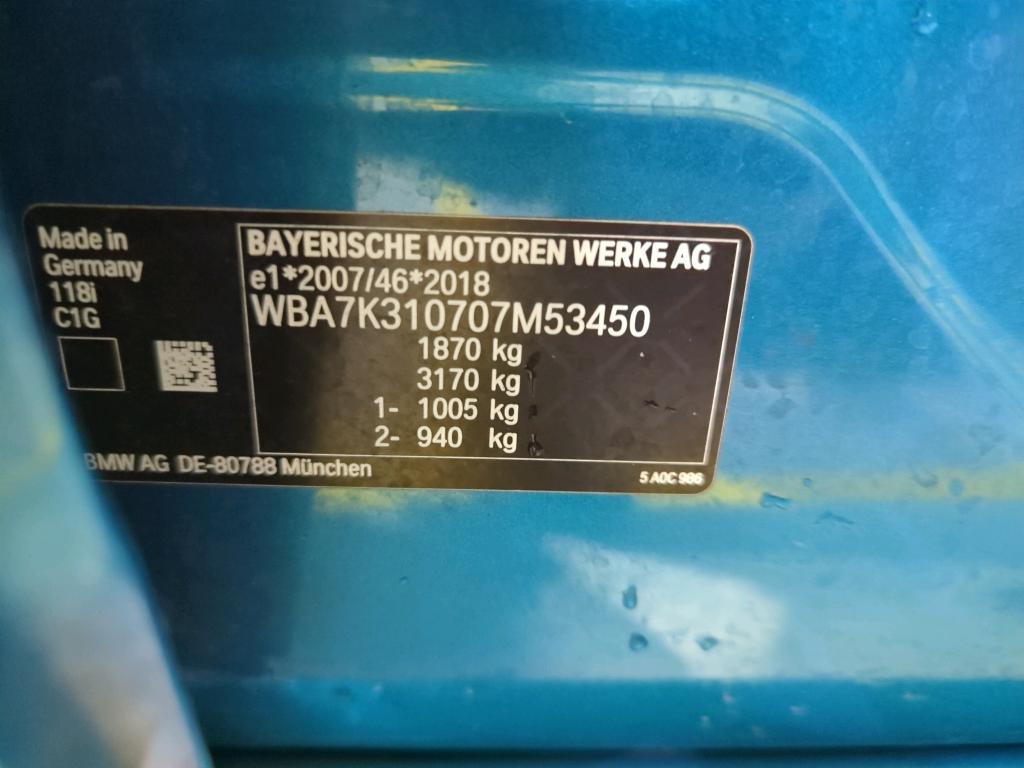 Made in
Germany
118i
C1G
BAYERISCHE MOTOREN WERKE AG
e1*2007/46*2018
WBA7K310707M53450
1870 kg
3170 kg
1- 1005 kg
2- 940 kg
BMW AG DE-80788 München
5 A0C 986